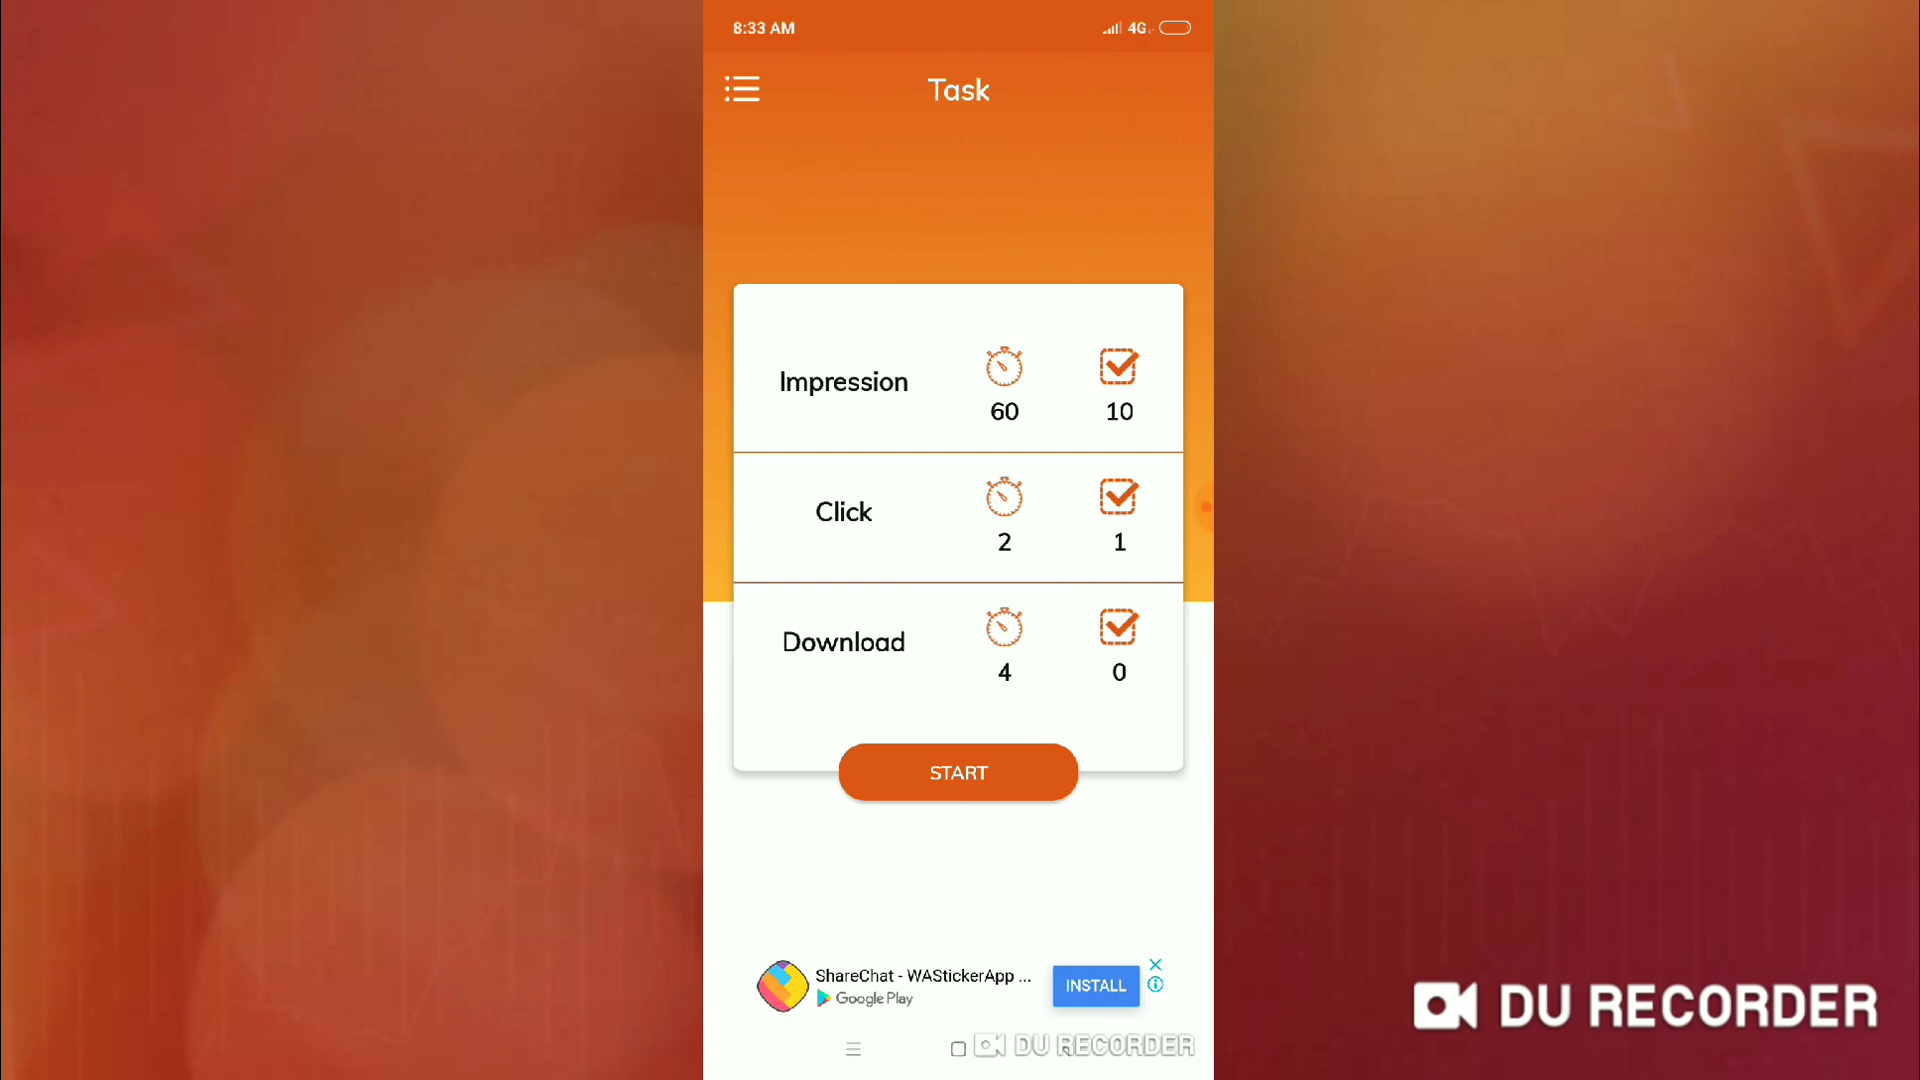 8:33 AM
4G
Task
Impression
60
10
Click
2
1
Download
4
0
START
ShareChat - WAStickerApp ...
Google Play
INSTALL
DU RECORDER
DU RECORDER